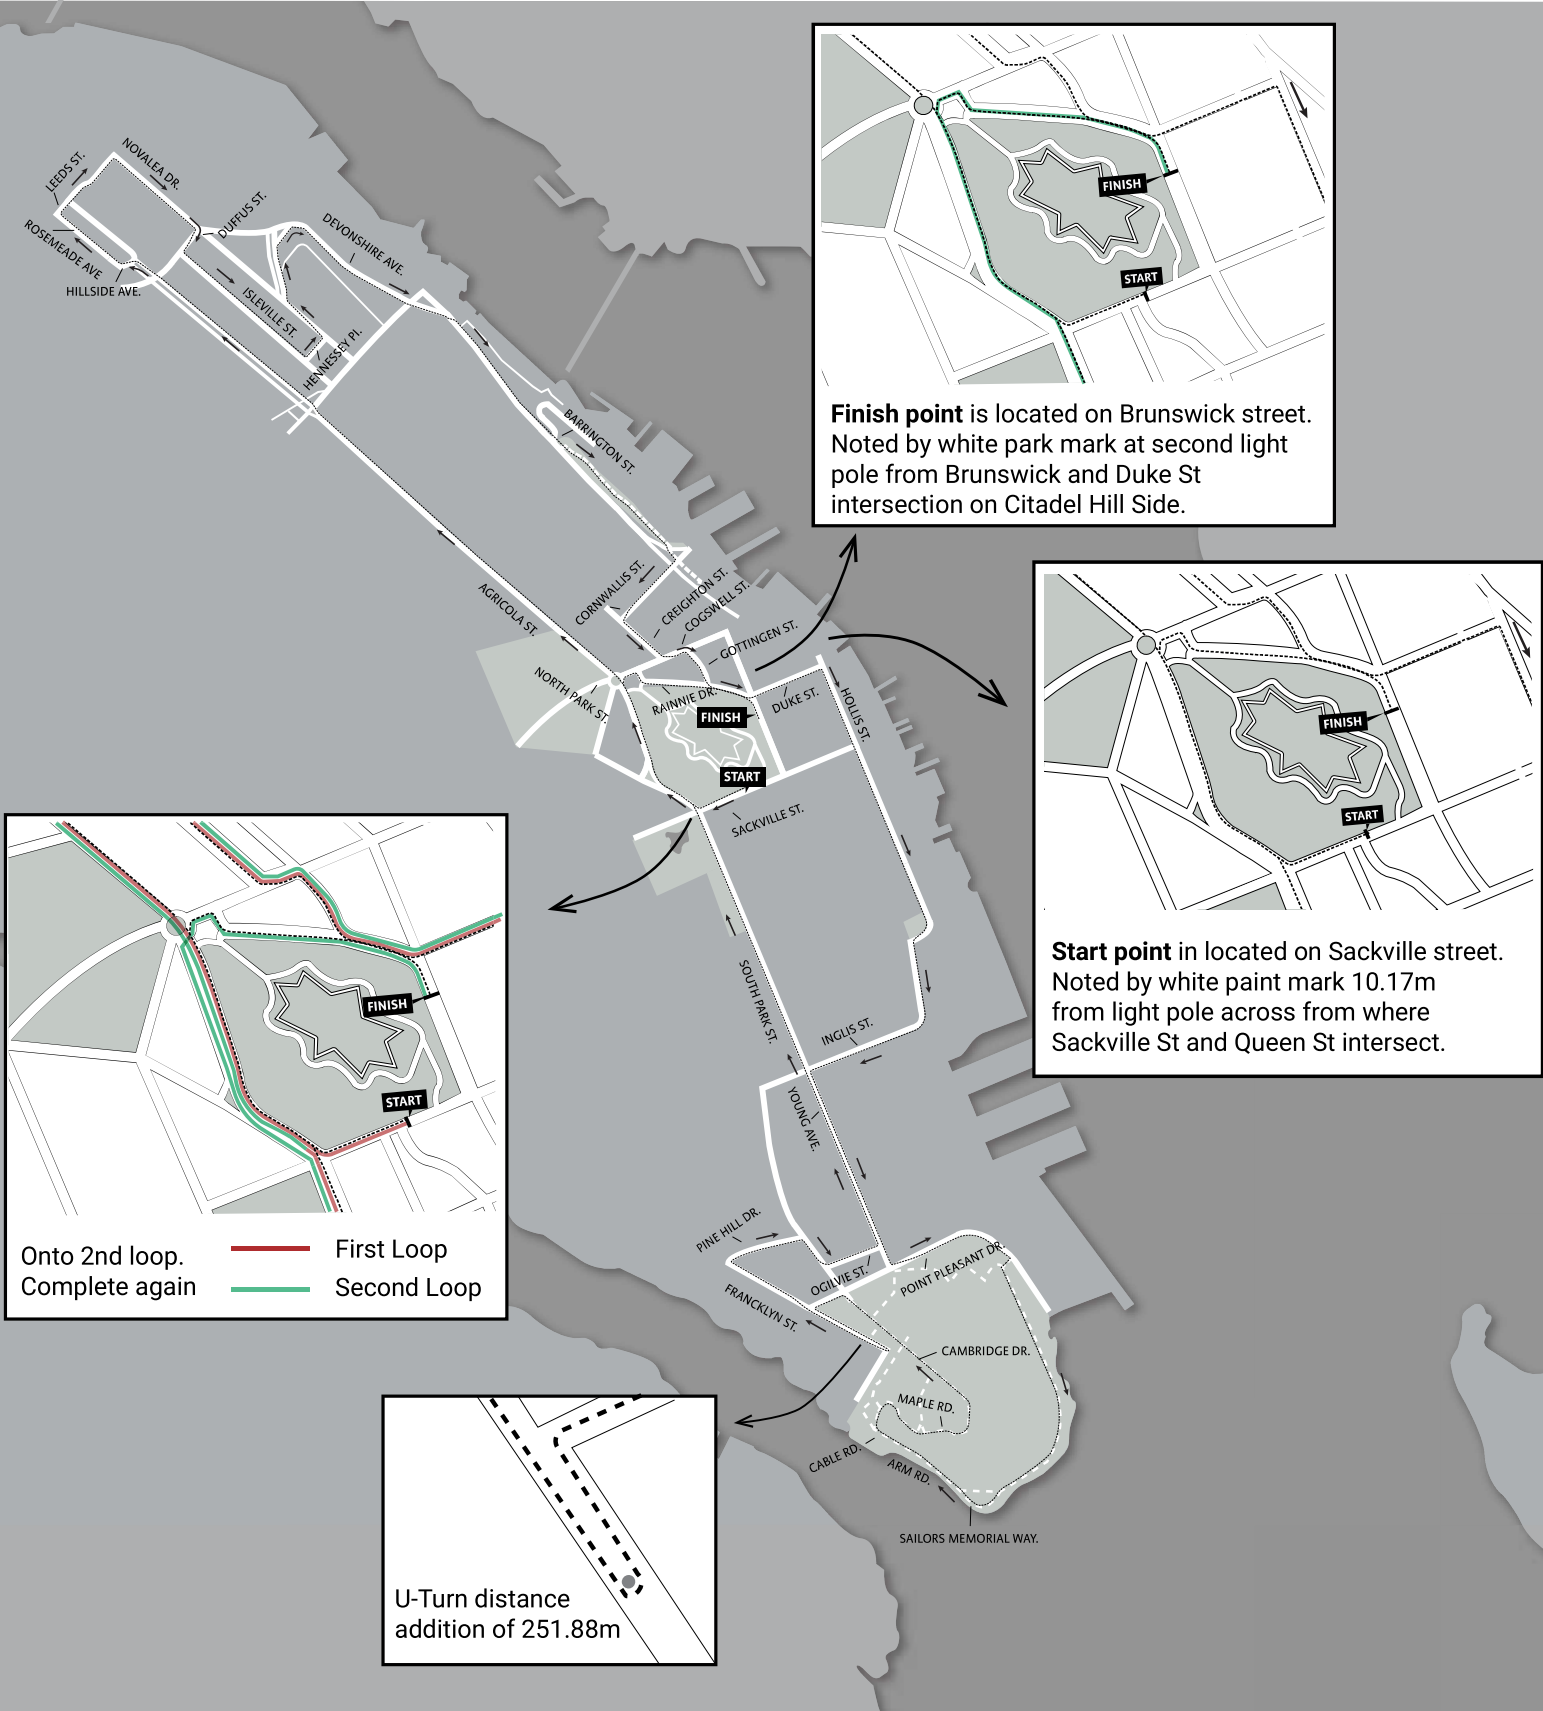 LEEDS ST.
NOVALEA DR.
ROSEMEADE AVE
HILLSIDE AVE.
DUFFUS ST.
DEVONSHIRE AVE.
ISLEVILLE ST.
HENNESSEY Pl.
BARRINGTON ST.
AGRICOLA ST.
CORNWALLIS ST.
CREIGHTON ST.
COGSWELL ST.
GOTTINGEN ST.
NORTH PARK ST.
RAINNIE DR.
FINISH
DUKE ST.
HOLLIS ST.
START
SACKVILLE ST.
SOUTH PARK ST.
INGLIS ST.
YOUNG AVE.
PINE HILL DR.
OGILVIE ST.
POINT PLEASANT DR.
FRANCKLYN ST.
CAMBRIDGE DR.
MAPLE RD.
CABLE RD.
ARM RD.
SAILORS MEMORIAL WAY.
FINISH
START
Finish point is located on Brunswick street.
Noted by white park mark at second light
pole from Brunswick and Duke St
intersection on Citadel Hill Side.
FINISH
START
Start point in located on Sackville street.
Noted by white paint mark 10.17m
from light pole across from where
Sackville St and Queen St intersect.
FINISH
START
Onto 2nd loop.
Complete again
First Loop
Second Loop
U-Turn distance
addition of 251.88m